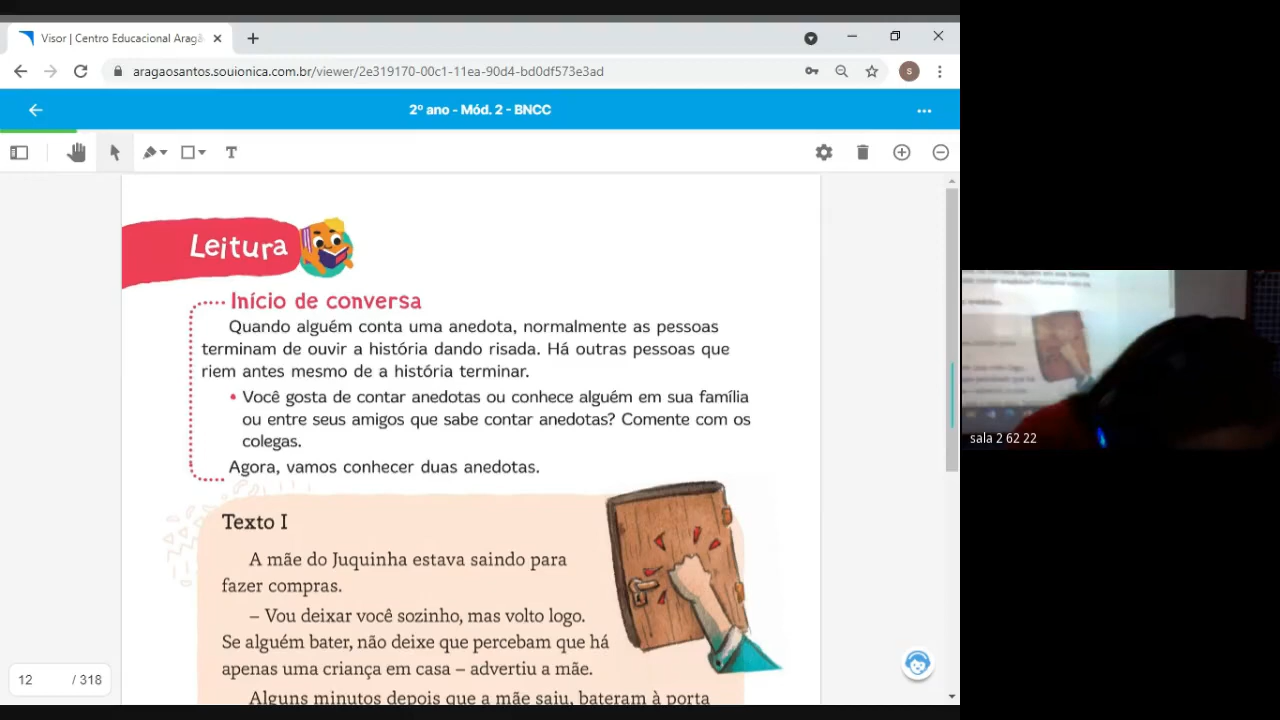 Visor | Centro Educacional Aragã
aragaosantos.souionica.com.br/viewer/2e319170-00c1-11ea-90d4-bd0df573e3ad
S
2º ano - Mód. 2 - BNCC
T
Leitura
Início de conversa
Quando alguém conta uma anedota, normalmente as pessoas
terminam de ouvir a história dando risada. Há outras pessoas que
riem antes mesmo de a história terminar.
• Você gosta de contar anedotas ou conhece alguém em sua família
ou entre seus amigos que sabe contar anedotas? Comente com os
colegas.
Agora, vamos conhecer duas anedotas.
Texto I
A mãe do Juquinha estava saindo para
fazer compras.
– Vou deixar você sozinho, mas volto logo.
Se alguém bater, não deixe que percebam que há
apenas uma criança em casa – advertiu a mãe.
Alguns minutos depois que a mãe saiu, bateram à porta
12 / 318
sala 2 62 22